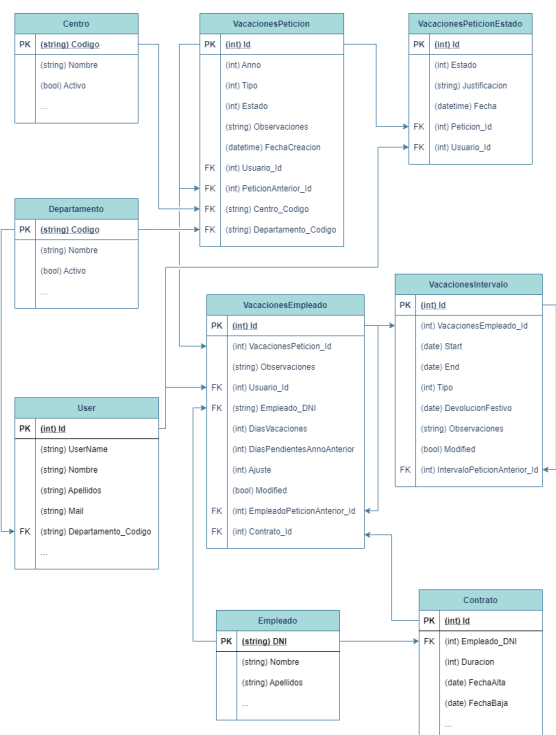 Centro
PK (string) Codigo
(string) Nombre
(bool) Activo
...
VacacionesPeticion
PK (int) Id
(int) Anno
(int) Tipo
(int) Estado
(string) Observaciones
(datetime) FechaCreacion
FK (int) Usuario_Id
FK (int) PeticionAnterior_Id
FK (string) Centro_Codigo
FK (string) Departamento_Codigo
VacacionesPeticionEstado
PK (int) Id
(int) Estado
(string) Justificacion
(datetime) Fecha
FK (int) Peticion_Id
FK (int) Usuario_Id
Departamento
PK (string) Codigo
(string) Nombre
(bool) Activo
...
VacacionesEmpleado
PK (int) Id
(int) VacacionesPeticion_Id
(string) Observaciones
FK (int) Usuario_Id
FK (string) Empleado_DNI
(int) DiasVacaciones
(int) DiasPendientesAnnoAnterior
(int) Ajuste
(bool) Modified
FK (int) EmpleadoPeticionAnterior_Id
FK (int) Contrato_Id
VacacionesIntervalo
PK (int) Id
(int) VacacionesEmpleado_Id
(date) Start
(date) End
(int) Tipo
(date) DevolucionFestivo
(string) Observaciones
(bool) Modified
FK (int) IntervaloPeticionAnterior_Id
User
PK (int) Id
(string) UserName
(string) Nombre
(string) Apellidos
(string) Mail
FK (string) Departamento_Codigo
...
Empleado
PK (string) DNI
(string) Nombre
(string) Apellidos
...
Contrato
PK (int) Id
FK (int) Empleado_DNI
(int) Duracion
(date) FechaAlta
(date) FechaBaja
...